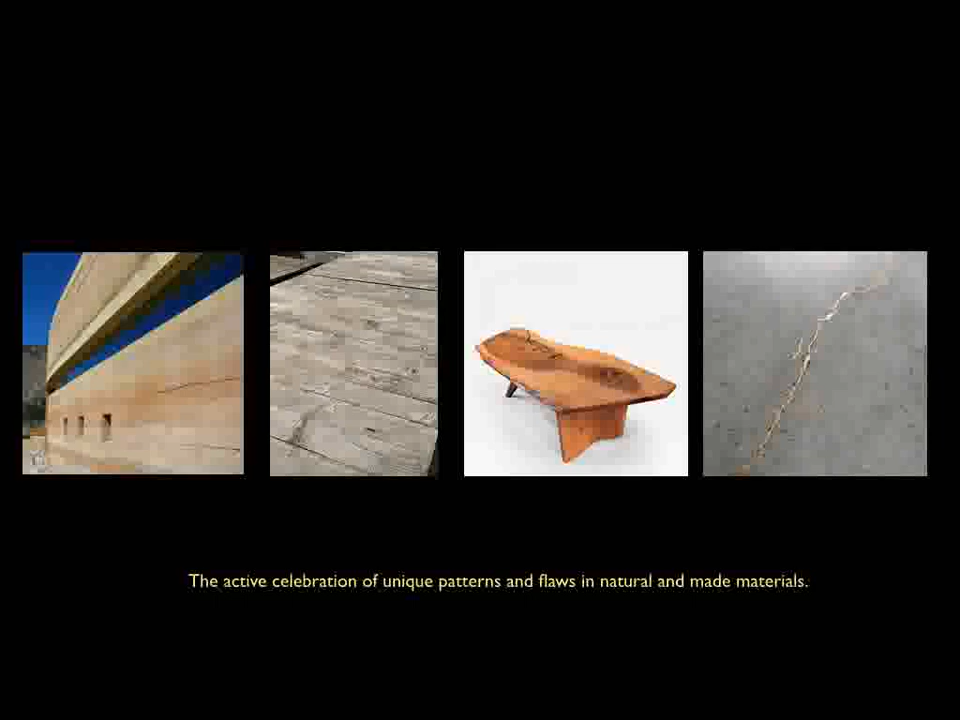 The active celebration of unique patterns and flaws in natural and made materials.